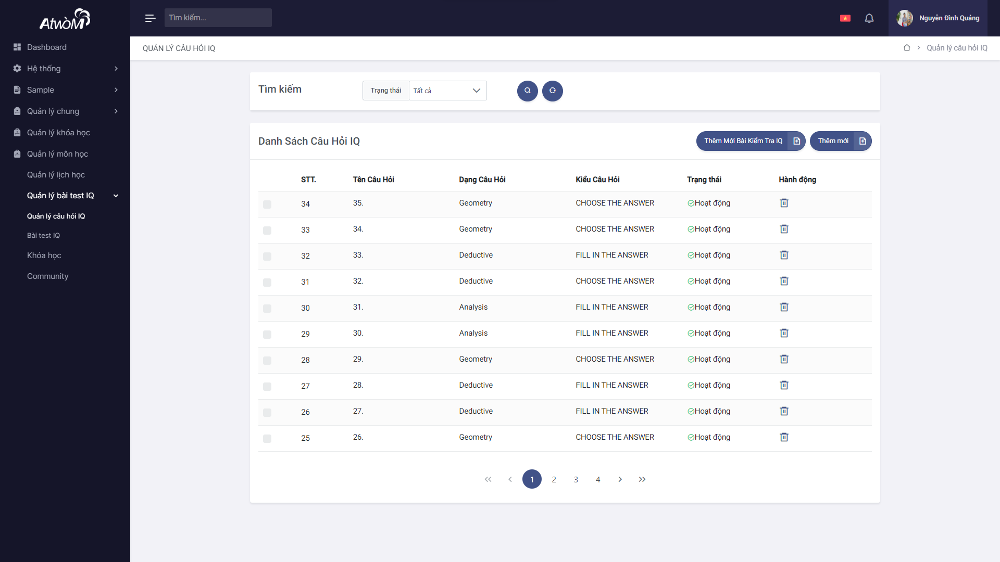 AtwòM
Tìm kiếm...
Nguyễn Đình Quảng
Dashboard
Hệ thống
Sample
Quản lý chung
Quản lý khóa học
Quản lý môn học
Quản lý lịch học
Quản lý bài test IQ
Quản lý câu hỏi IQ
Bài test IQ
Khóa học
Community
QUẢN LÝ CÂU HỎI IQ
Quản lý câu hỏi IQ
Tìm kiếm
Trạng thái Tất cả
Danh Sách Câu Hỏi IQ
Thêm Mới Bài Kiểm Tra IQ
Thêm mới
STT. Tên Câu Hỏi Dạng Câu Hỏi Kiểu Câu Hỏi Trạng thái Hành động
34 35. Geometry CHOOSE THE ANSWER Hoạt động
33 34. Geometry CHOOSE THE ANSWER Hoạt động
32 33. Deductive FILL IN THE ANSWER Hoạt động
31 32. Deductive CHOOSE THE ANSWER Hoạt động
30 31. Analysis FILL IN THE ANSWER Hoạt động
29 30. Analysis FILL IN THE ANSWER Hoạt động
28 29. Geometry CHOOSE THE ANSWER Hoạt động
27 28. Deductive FILL IN THE ANSWER Hoạt động
26 27. Deductive FILL IN THE ANSWER Hoạt động
25 26. Geometry CHOOSE THE ANSWER Hoạt động
1 2 3 4